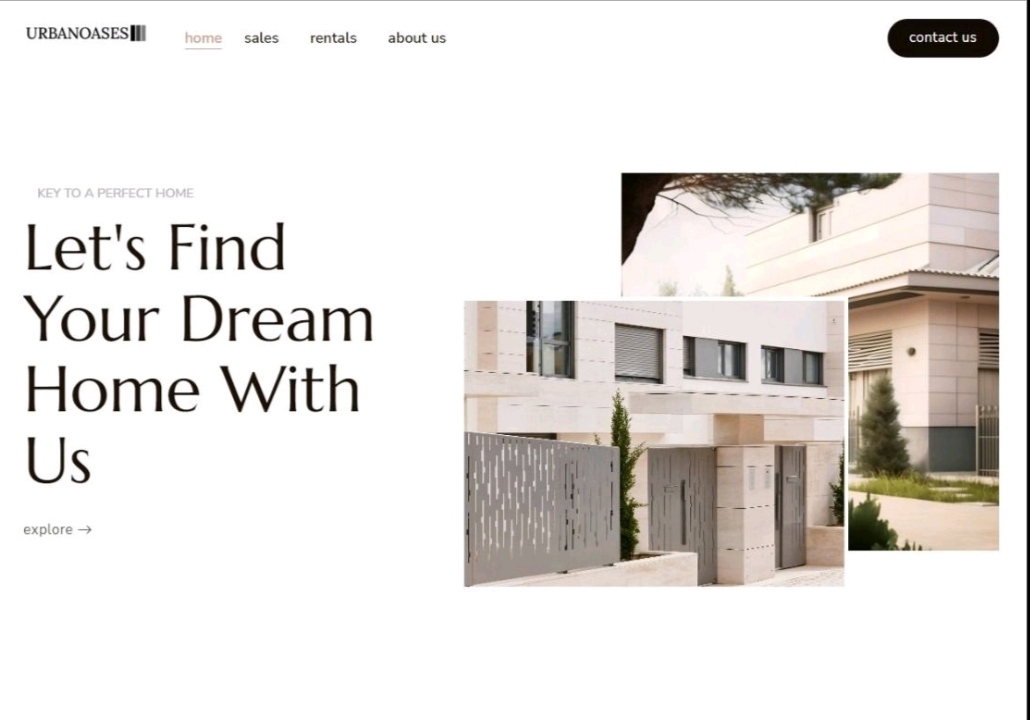 URBANOASES
home
sales
rentals
about us
contact us
KEY TO A PERFECT HOME
Let's Find
Your Dream
Home With
Us
explore →